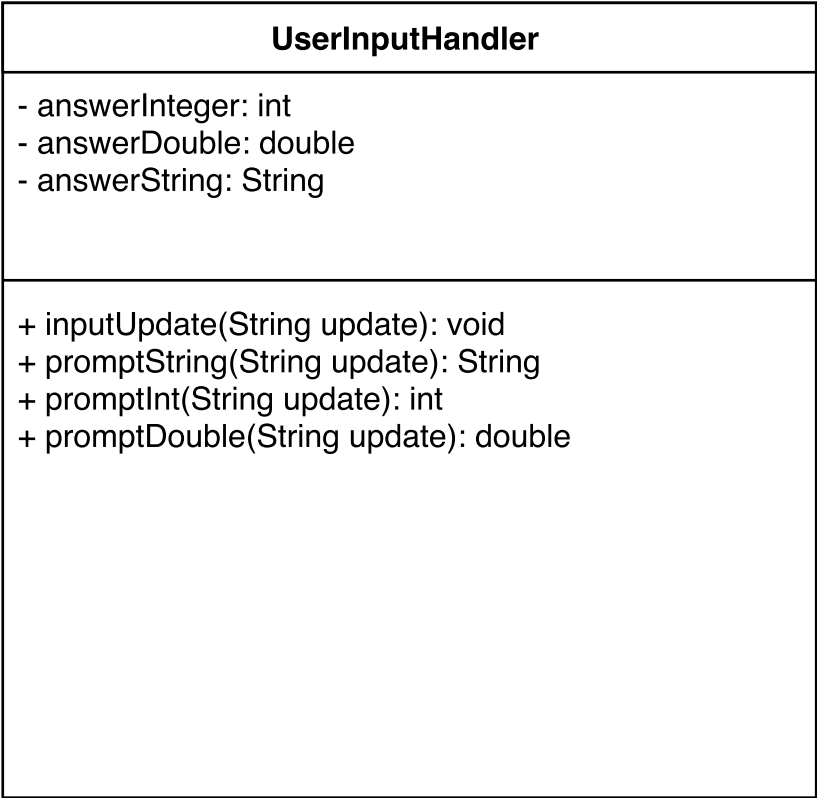 UserInputHandler
- answerInteger: int
- answerDouble: double
- answerString: String
+ inputUpdate(String update): void
+ promptString(String update): String
+ promptInt(String update): int
+ promptDouble(String update): double